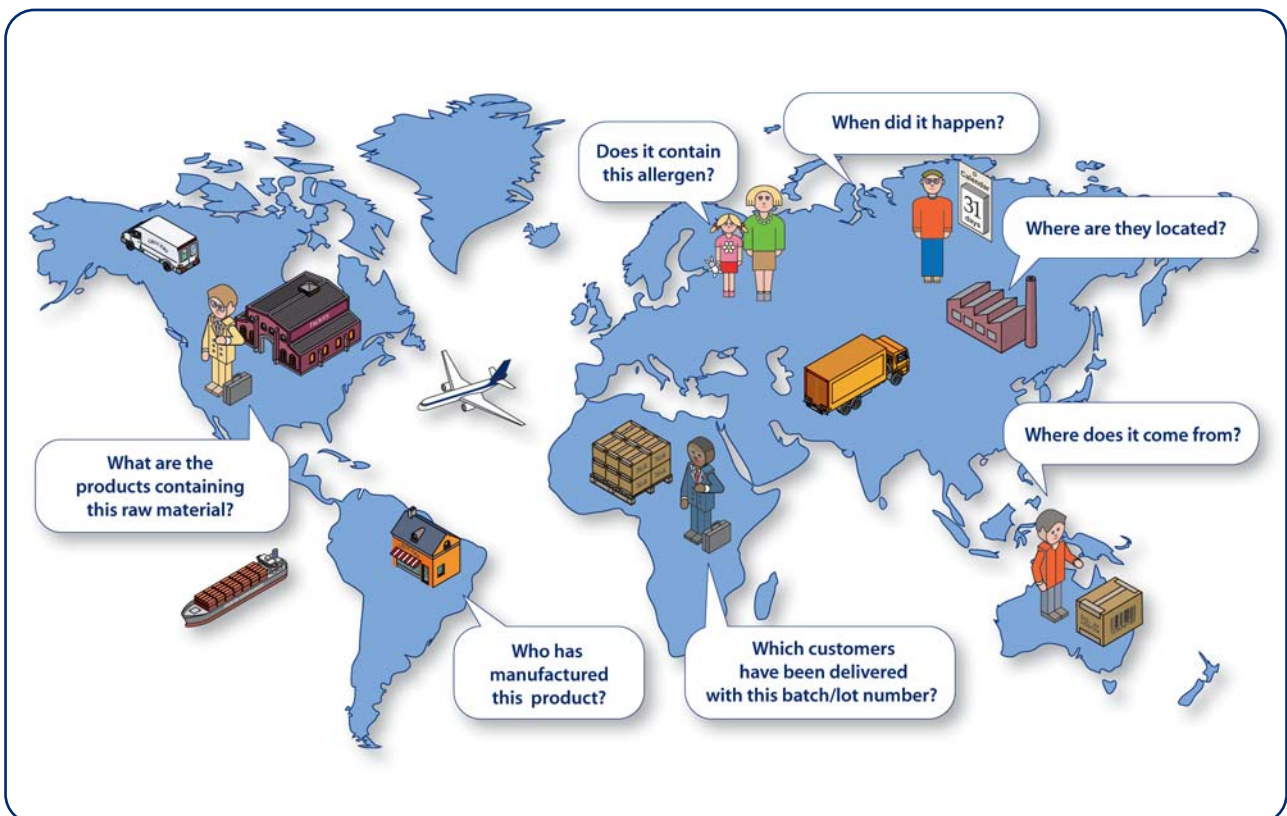 When did it happen?
Does it contain
this allergen?
Calendar
31
days
Where are they located?
Factory
Where does it come from?
What are the
products containing
this raw material?
Who has
manufactured
this product?
Which customers
have been delivered
with this batch/lot number?